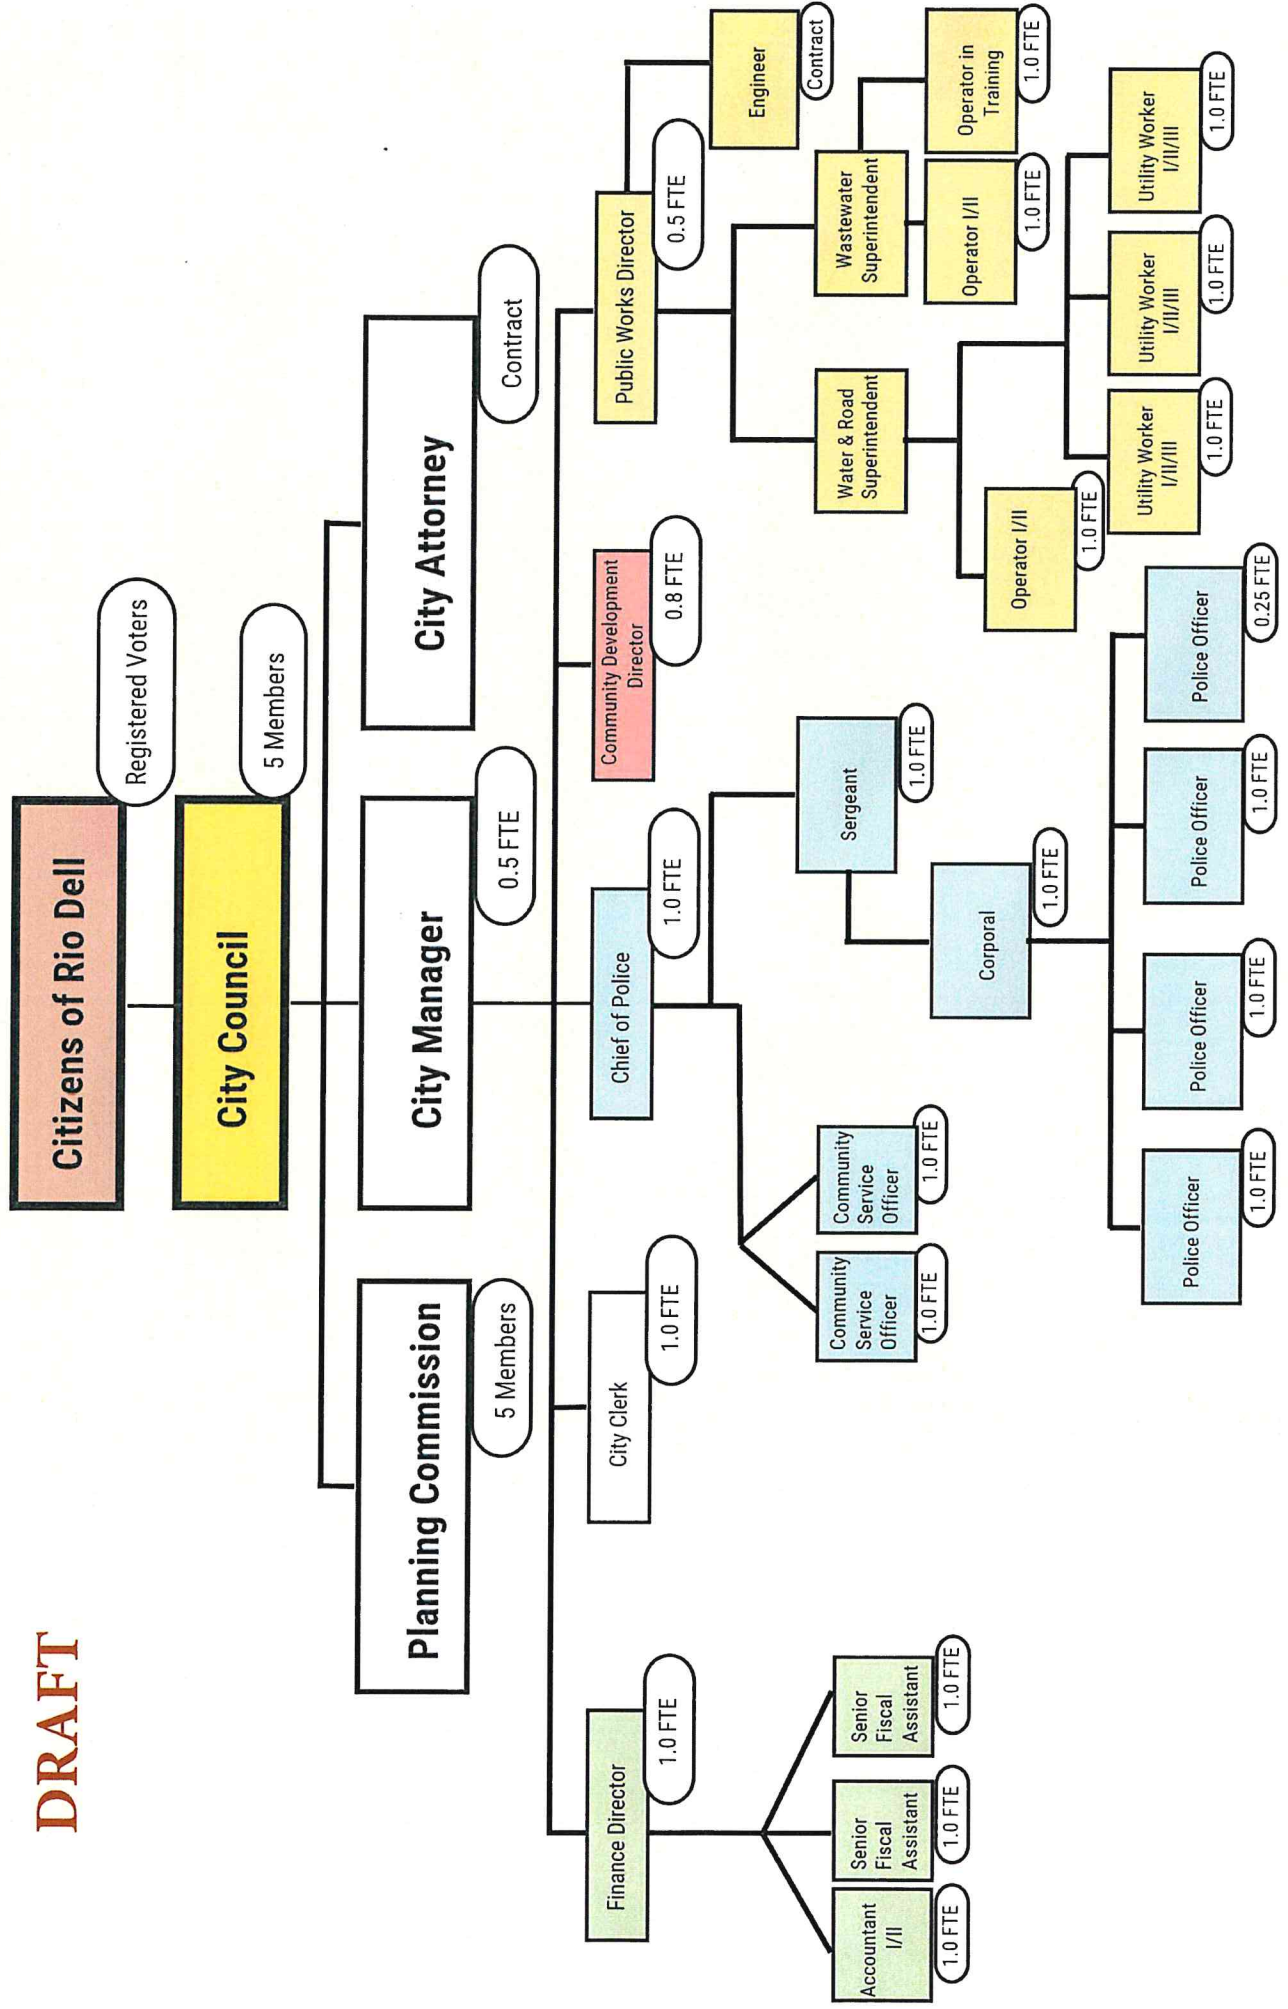 DRAFT
Citizens of Rio Dell
Registered Voters
City Council
5 Members
Planning Commission
5 Members
City Manager
0.5 FTE
City Attorney
Contract
Finance Director
1.0 FTE
City Clerk
1.0 FTE
Chief of Police
1.0 FTE
Community Development
Director
0.8 FTE
Public Works Director
0.5 FTE
Engineer
Contract
Accountant
I/II
1.0 FTE
Senior
Fiscal
Assistant
1.0 FTE
Senior
Fiscal
Assistant
1.0 FTE
Community
Service
Officer
1.0 FTE
Community
Service
Officer
1.0 FTE
Sergeant
1.0 FTE
Corporal
1.0 FTE
Police Officer
1.0 FTE
Police Officer
1.0 FTE
Police Officer
1.0 FTE
Police Officer
0.25 FTE
Water & Road
Superintendent
Wastewater
Superintendent
Operator I/II
1.0 FTE
Operator in
Training
1.0 FTE
Operator I/II
1.0 FTE
Utility Worker
I/II/III
1.0 FTE
Utility Worker
I/II/III
1.0 FTE
Utility Worker
I/II/III
1.0 FTE